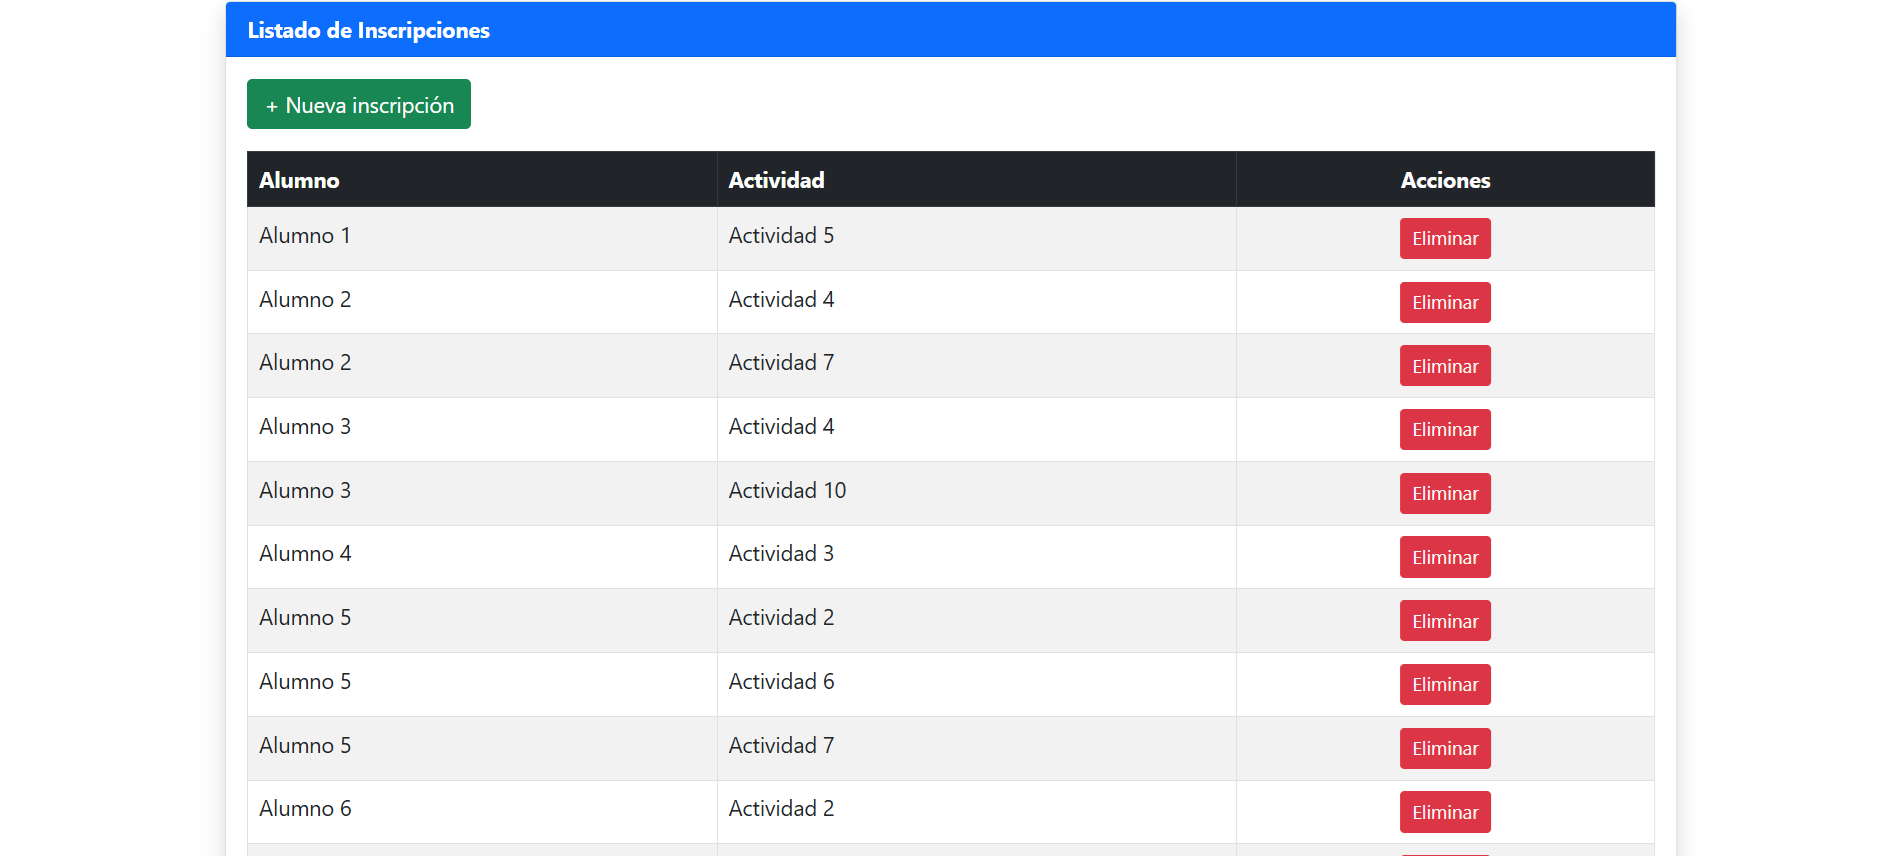 Listado de Inscripciones
+ Nueva inscripción
Alumno Actividad Acciones
Alumno 1 Actividad 5 Eliminar
Alumno 2 Actividad 4 Eliminar
Alumno 2 Actividad 7 Eliminar
Alumno 3 Actividad 4 Eliminar
Alumno 3 Actividad 10 Eliminar
Alumno 4 Actividad 3 Eliminar
Alumno 5 Actividad 2 Eliminar
Alumno 5 Actividad 6 Eliminar
Alumno 5 Actividad 7 Eliminar
Alumno 6 Actividad 2 Eliminar